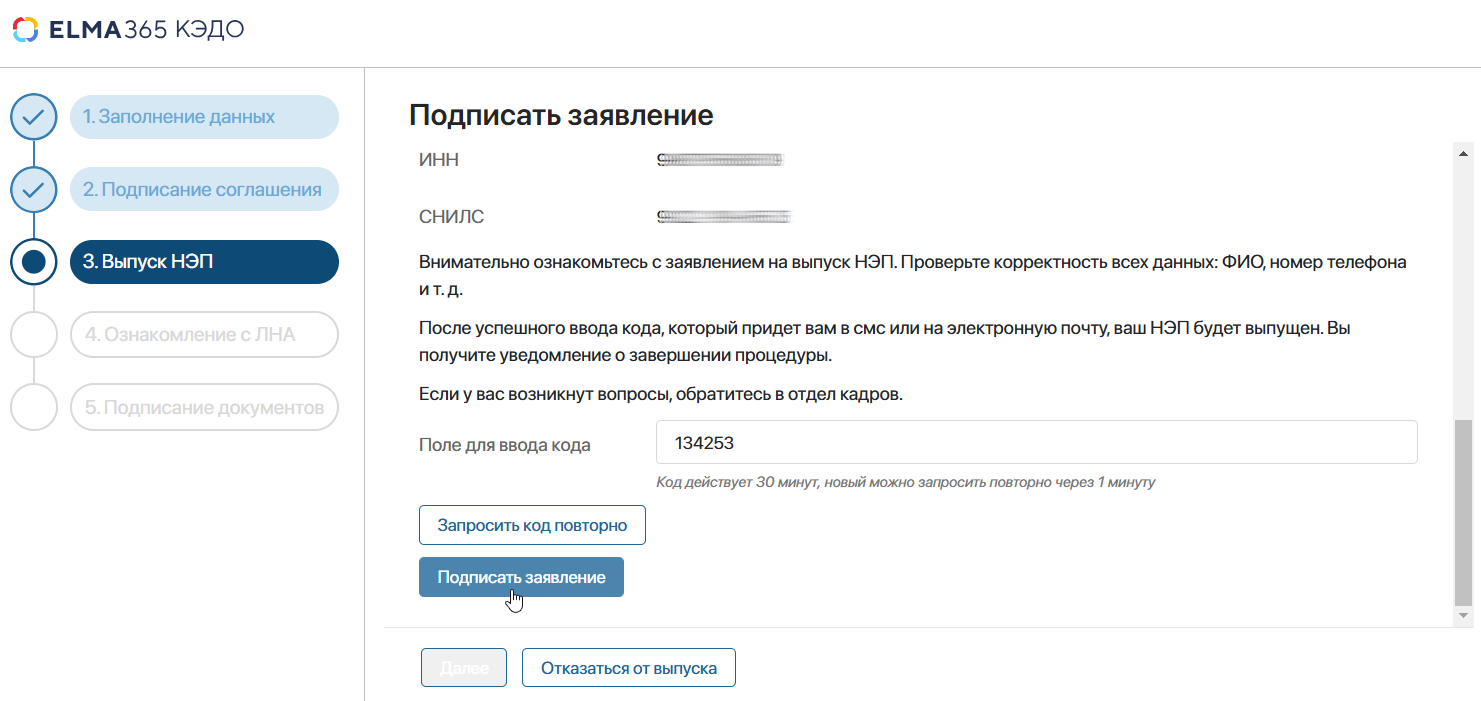 ELMA365 КЭДО
1. Заполнение данных
2. Подписание соглашения
3. Выпуск НЭП
4. Ознакомление с ЛНА
5. Подписание документов
Подписать заявление
ИНН
СНИЛС
Внимательно ознакомьтесь с заявлением на выпуск НЭП. Проверьте корректность всех данных: ФИО, номер телефона
и т. д.
После успешного ввода кода, который придет вам в смс или на электронную почту, ваш НЭП будет выпущен. Вы
получите уведомление о завершении процедуры.
Если у вас возникнут вопросы, обратитесь в отдел кадров.
Поле для ввода кода
134253
Код действует 30 минут, новый можно запросить повторно через 1 минуту
Запросить код повторно
Подписать заявление
Далее
Отказаться от выпуска